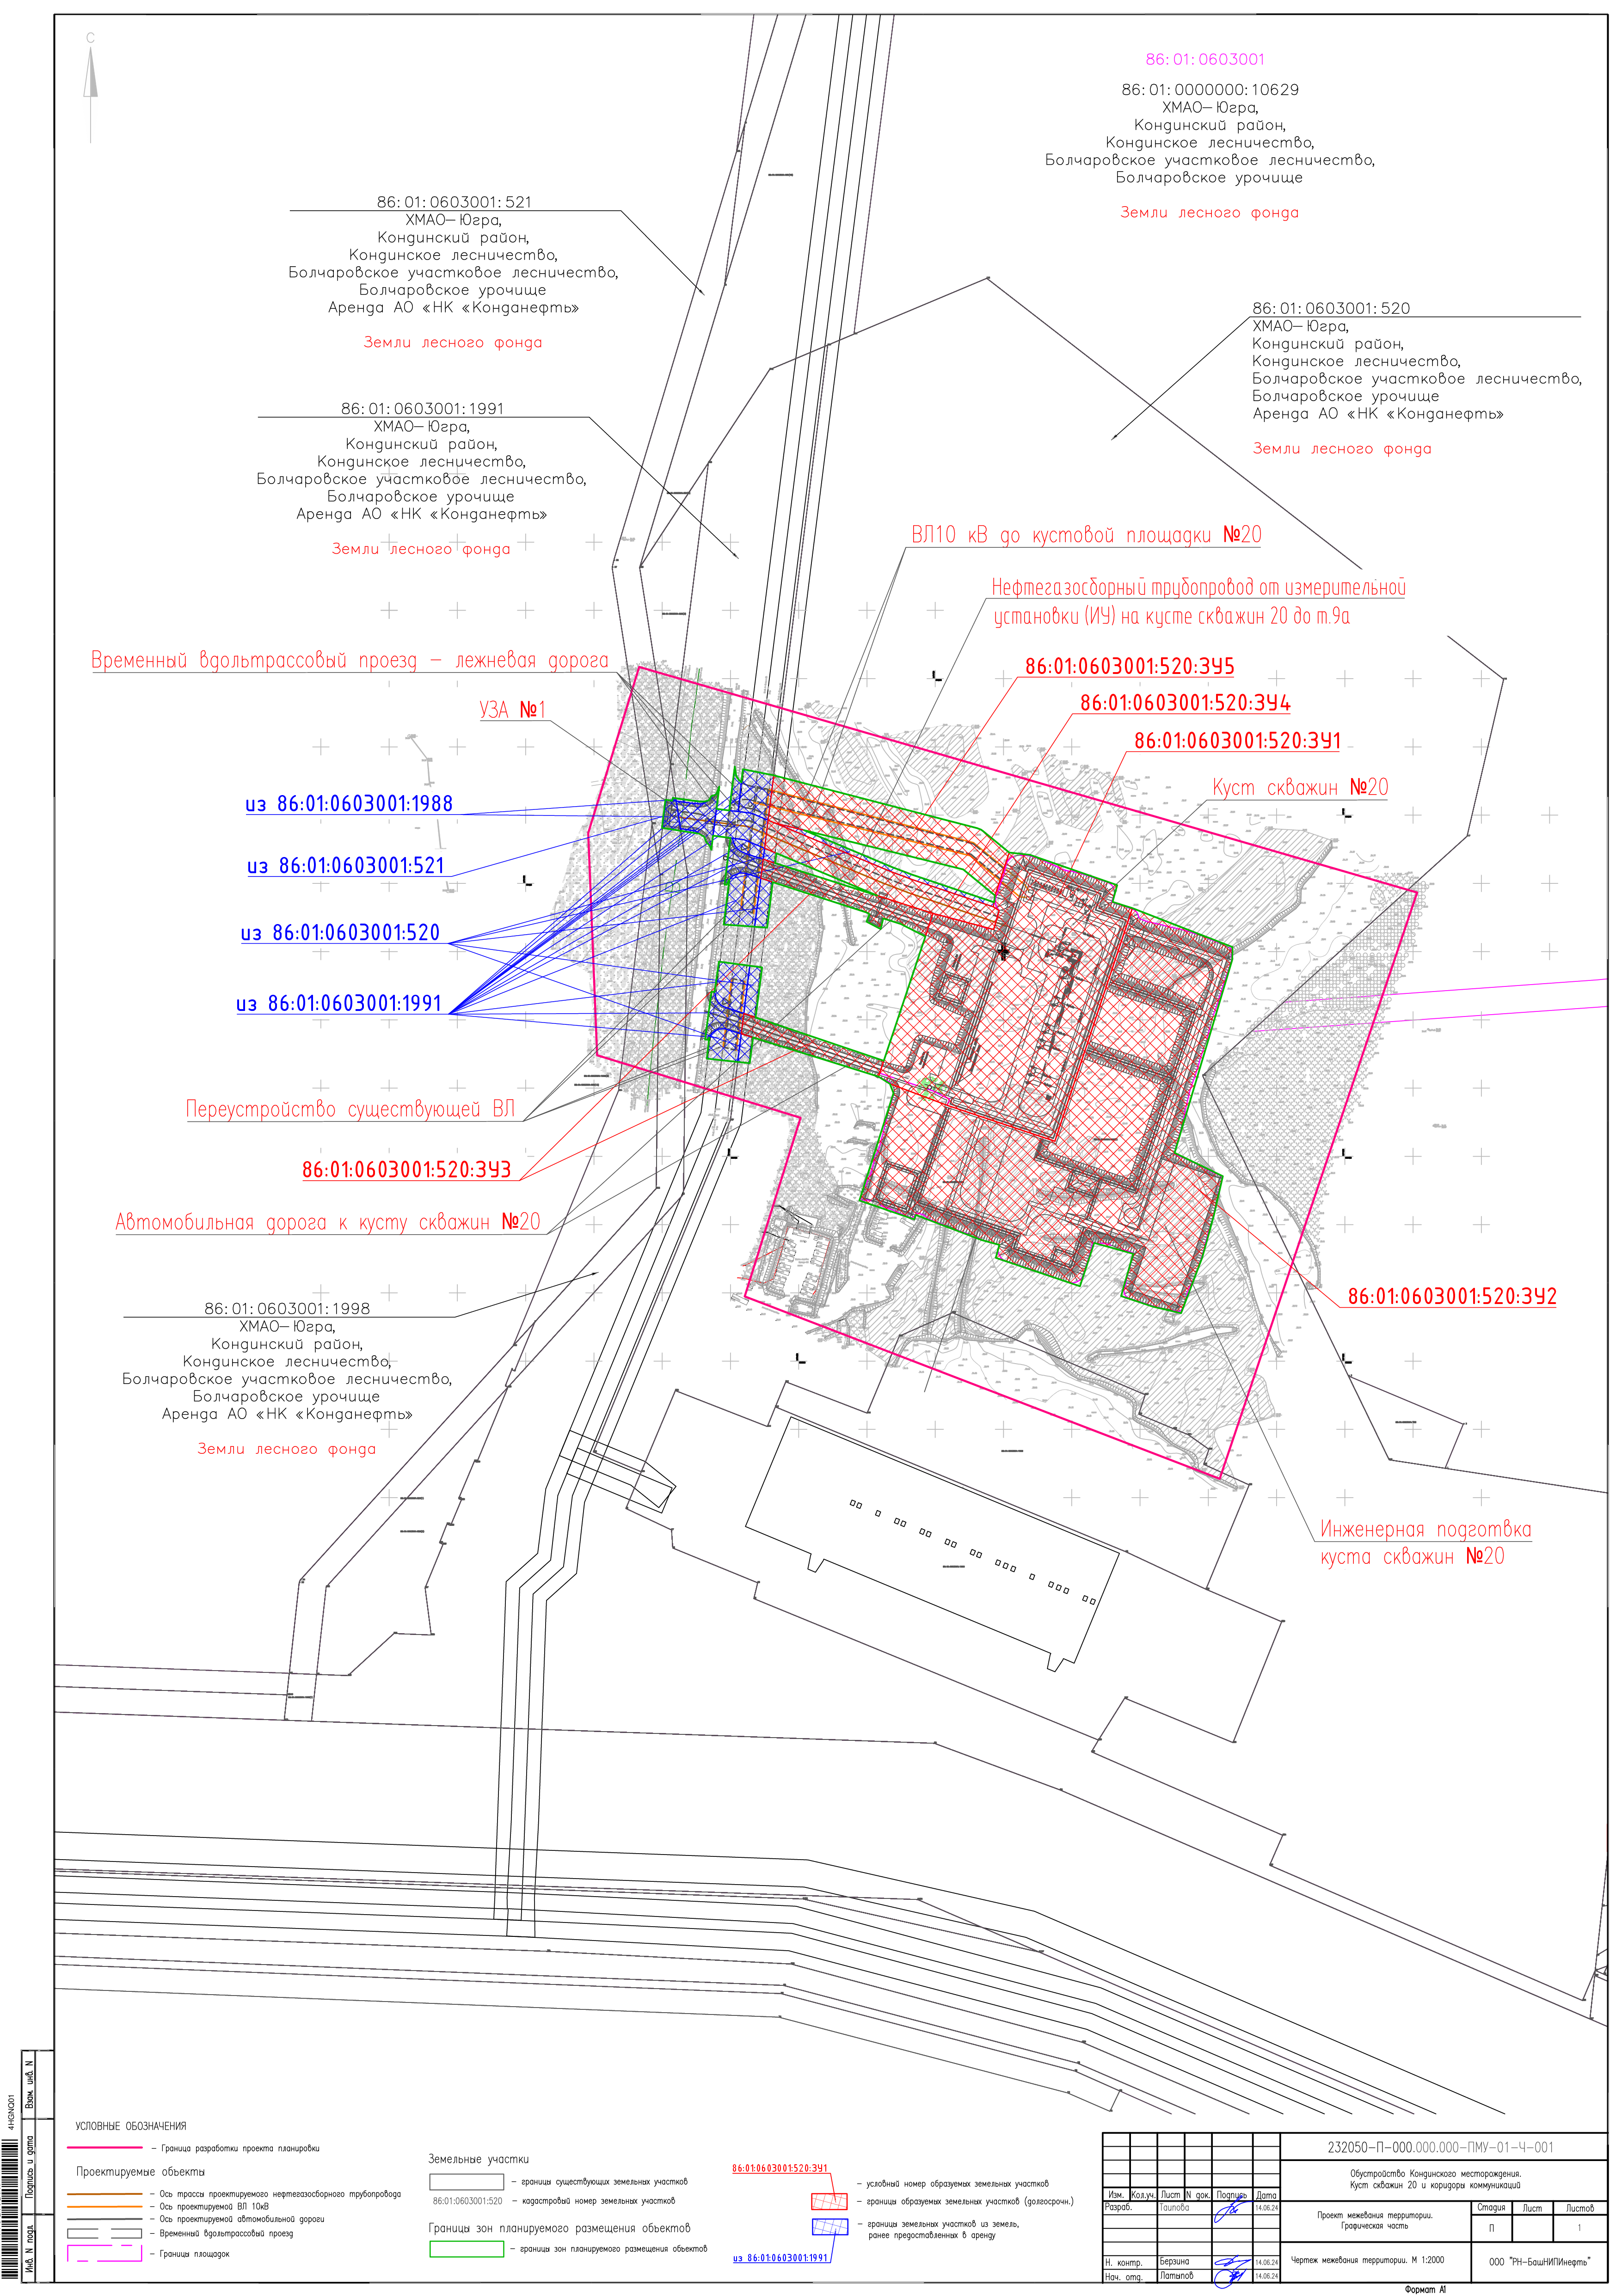 С
86:01:0603001
86:01:0000000:10629
ХМАО-Югра,
Кондинский район,
Кондинское лесничество,
Болчаровское участковое лесничество,
Болчаровское урочище
Земли лесного фонда
86:01:0603001:521
ХМАО-Югра,
Кондинский район,
Кондинское лесничество,
Болчаровское участковое лесничество,
Болчаровское урочище
Аренда АО «НК «Конданефть»
Земли лесного фонда
86:01:0603001:520
ХМАО-Югра,
Кондинский район,
Кондинское лесничество,
Болчаровское участковое лесничество,
Болчаровское урочище
Аренда АО «НК «Конданефть»
Земли лесного фонда
86:01:0603001:1991
ХМАО-Югра,
Кондинский район,
Кондинское лесничество,
Болчаровское участковое лесничество,
Болчаровское урочище
Аренда АО «НК «Конданефть»
Земли лесного фонда
ВЛ10 кВ до кустовой площадки №20
Нефтегазосборный трубопровод от измерительной
установки (ИУ) на кусте скважин 20 до т.9а
Временный вдольтрассовый проезд – лежневая дорога
86:01:0603001:520:ЗУ5
86:01:0603001:520:ЗУ4
УЗА №1
86:01:0603001:520:ЗУ1
Куст скважин №20
из 86:01:0603001:1988
из 86:01:0603001:521
из 86:01:0603001:520
из 86:01:0603001:1991
Переустройство существующей ВЛ
86:01:0603001:520:ЗУ3
Автомобильная дорога к кусту скважин №20
86:01:0603001:520:ЗУ2
86:01:0603001:1998
ХМАО-Югра,
Кондинский район,
Кондинское лесничество,
Болчаровское участковое лесничество,
Болчаровское урочище
Аренда АО «НК «Конданефть»
Земли лесного фонда
Инженерная подготвка
куста скважин №20
УСЛОВНЫЕ ОБОЗНАЧЕНИЯ
– Граница разработки проекта планировки
Проектируемые объекты
– Ось трассы проектируемого нефтегазосборного трубопровода
– Ось проектируемой ВЛ 10кВ
– Ось проектируемой автомобильной дороги
– Временный вдольтрассовый проезд
– Границы площадок
Земельные участки
– границы существующих земельных участков
86:01:0603001:520 – кадастровый номер земельных участков
Границы зон планируемого размещения объектов
– границы зон планируемого размещения объектов
86:01:0603001:520:ЗУ1
– условный номер образуемых земельных участков
– границы образуемых земельных участков (долгосрочн.)
– границы земельных участков из земель,
ранее предоставленных в аренду
из 86:01:0603001:1991
232050-П-000.000.000-ПМУ-01-Ч-001
Обустройство Кондинского месторождения.
Куст скважин 20 и коридоры коммуникаций
Изм. Кол.уч. Лист N док. Подпись Дата
Разраб. Таипова 14.06.24
Проект межевания территории.
Графическая часть
Стадия Лист Листов
П 1
Н. контр. Берзина 14.06.24
Нач. отд. Латыпов 14.06.24
Чертеж межевания территории. М 1:2000
ООО "РН-БашНИПИнефть"
Формат А1
Взам. инв. N
Подпись и дата
Инв. N подл.
4HGNQ01